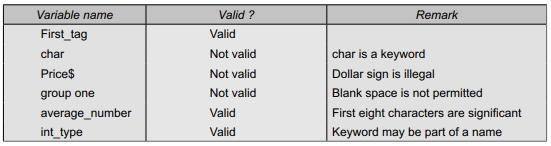 Variable name Valid ? Remark
First_tag Valid
char Not valid char is a keyword
Price$ Not valid Dollar sign is illegal
group one Not valid Blank space is not permitted
average_number Valid First eight characters are significant
int_type Valid Keyword may be part of a name